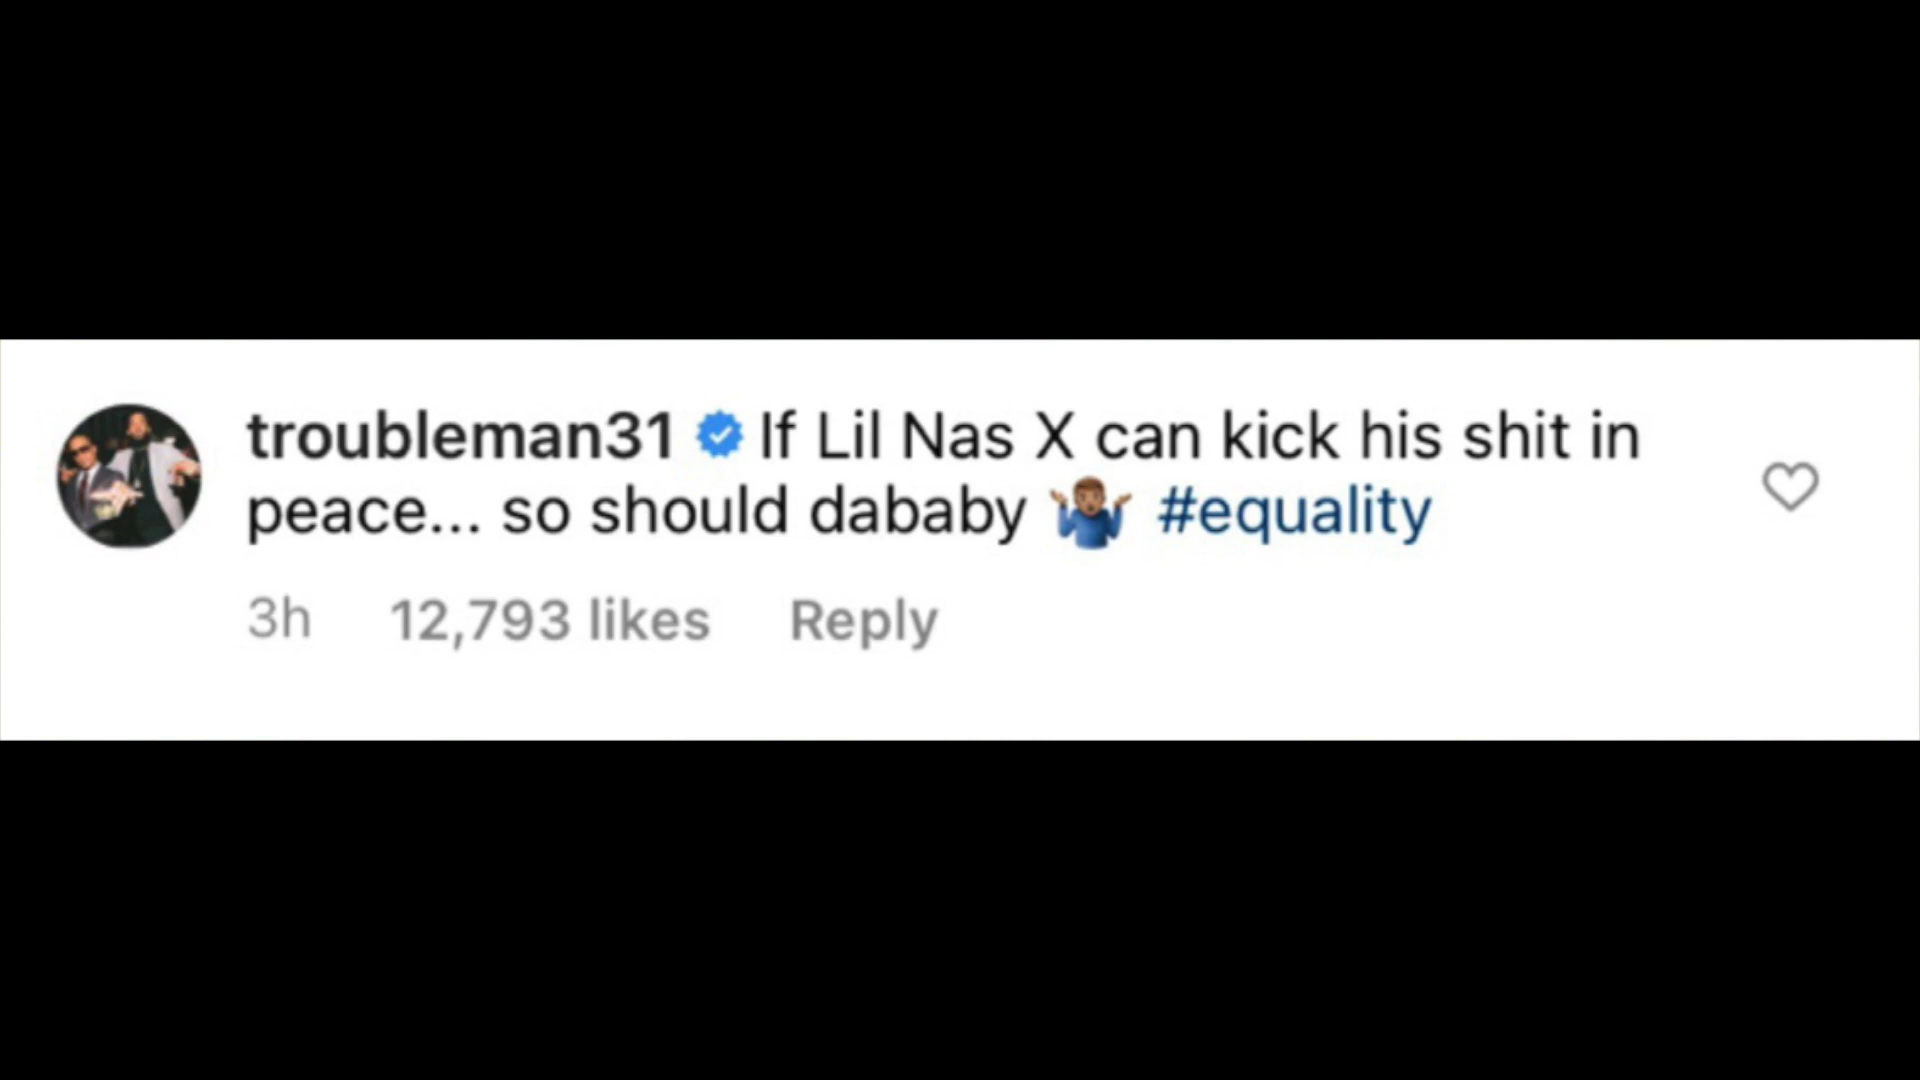 troubleman31 If Lil Nas X can kick his shit in
peace... so should dababy 🤷🏽‍♂️ #equality
3h 12,793 likes Reply